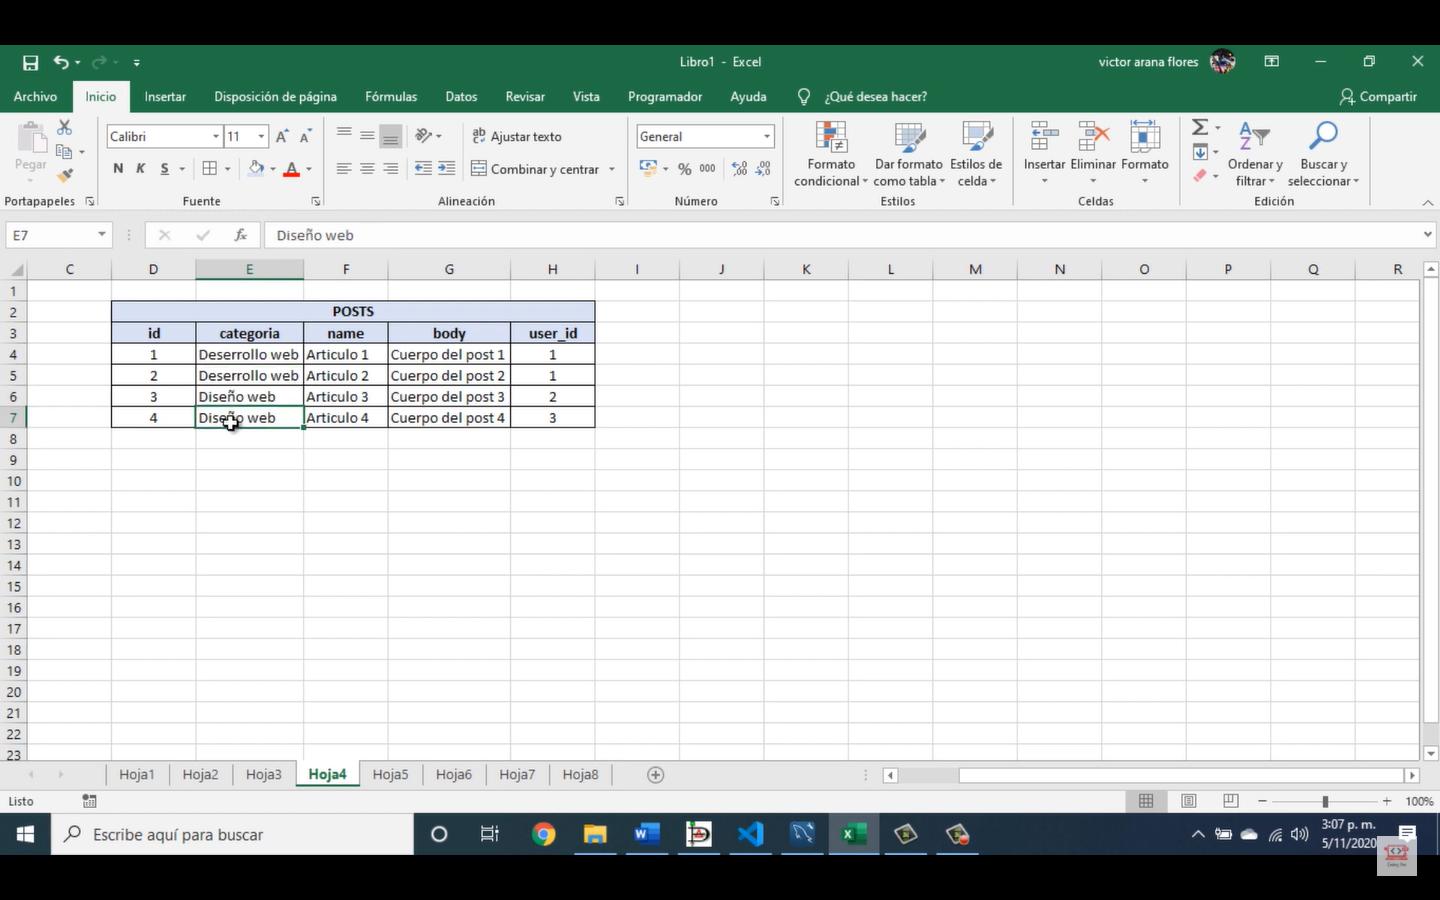 Libro1 - Excel
victor arana flores
Archivo Inicio Insertar Disposición de página Fórmulas Datos Revisar Vista Programador Ayuda ¿Qué desea hacer? Compartir
Pegar
Calibri 11
N K S
Ajustar texto
Combinar y centrar
General
% 000
Formato condicional
Dar formato como tabla
Estilos de celda
Insertar Eliminar Formato
Ordenar y filtrar
Buscar y seleccionar
Portapapeles Fuente Alineación Número Estilos Celdas Edición
E7 fx Diseño web
C D E F G H I J K L M N O P Q R
1
2 POSTS
3 id categoria name body user_id
4 1 Deserrollo web Articulo 1 Cuerpo del post 1 1
5 2 Deserrollo web Articulo 2 Cuerpo del post 2 1
6 3 Diseño web Articulo 3 Cuerpo del post 3 2
7 4 Diseño web Articulo 4 Cuerpo del post 4 3
8
9
10
11
12
13
14
15
16
17
18
19
20
21
22
23
Hoja1 Hoja2 Hoja3 Hoja4 Hoja5 Hoja6 Hoja7 Hoja8
Listo 100%
Escribe aquí para buscar
3:07 p. m.
5/11/2020